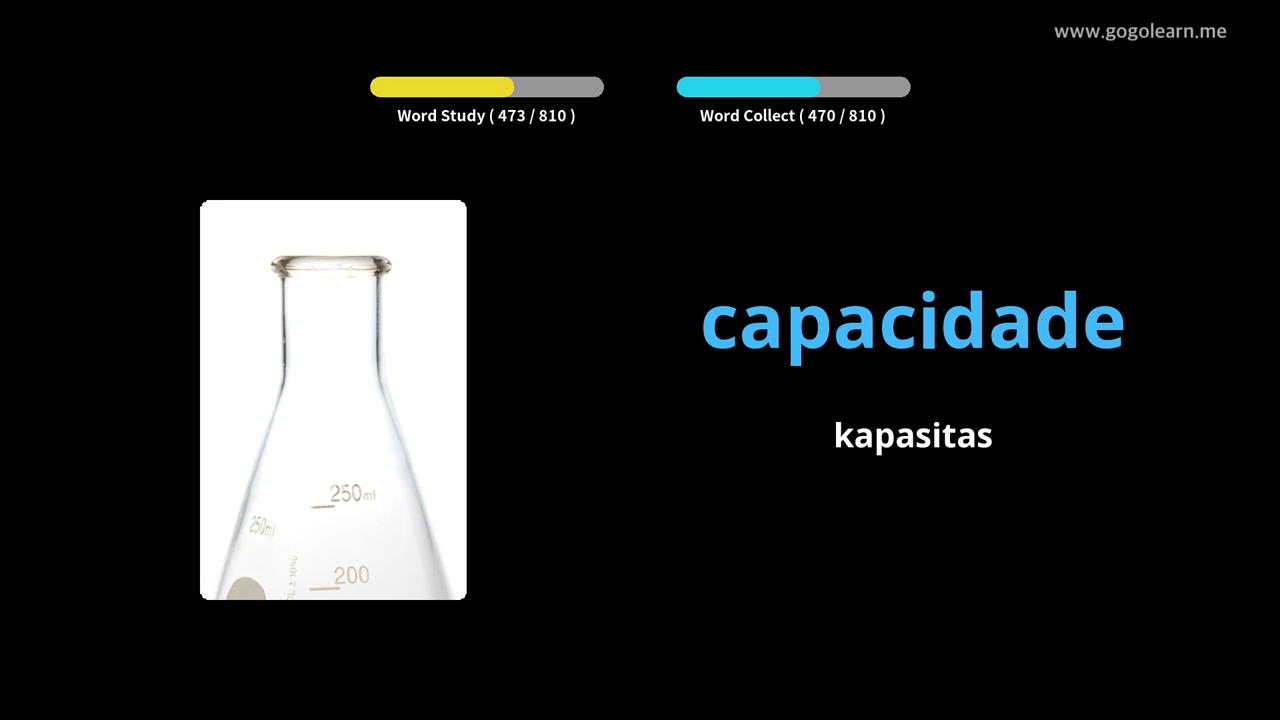 www.gogolearn.me
Word Study ( 473 / 810 )
Word Collect ( 470 / 810 )
capacidade
kapasitas
250ml
250ml
200